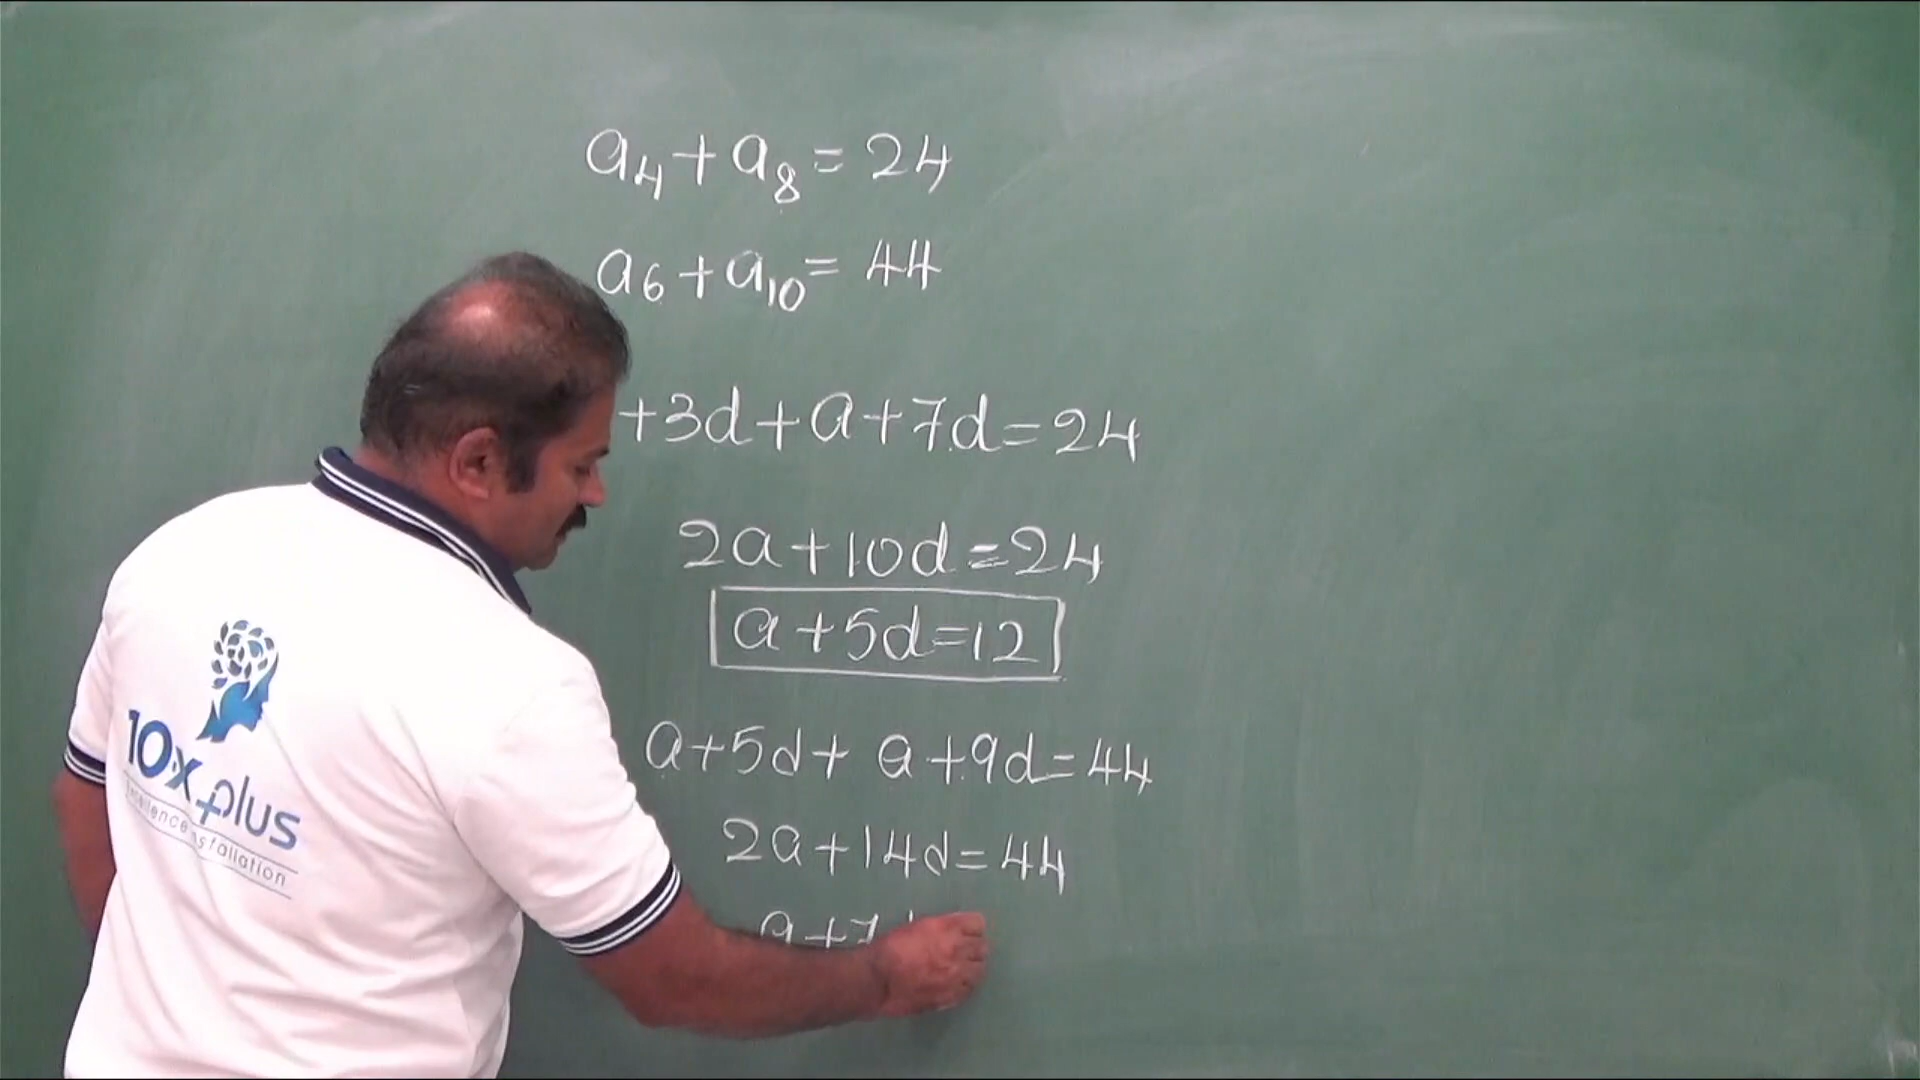 a₄+a₈=24
a₆+a₁₀=44
+3d+a+7d=24
2a+10d=24
a+5d=12
a+5d+a+9d=44
2a+14d=44
a+7
10x
plus